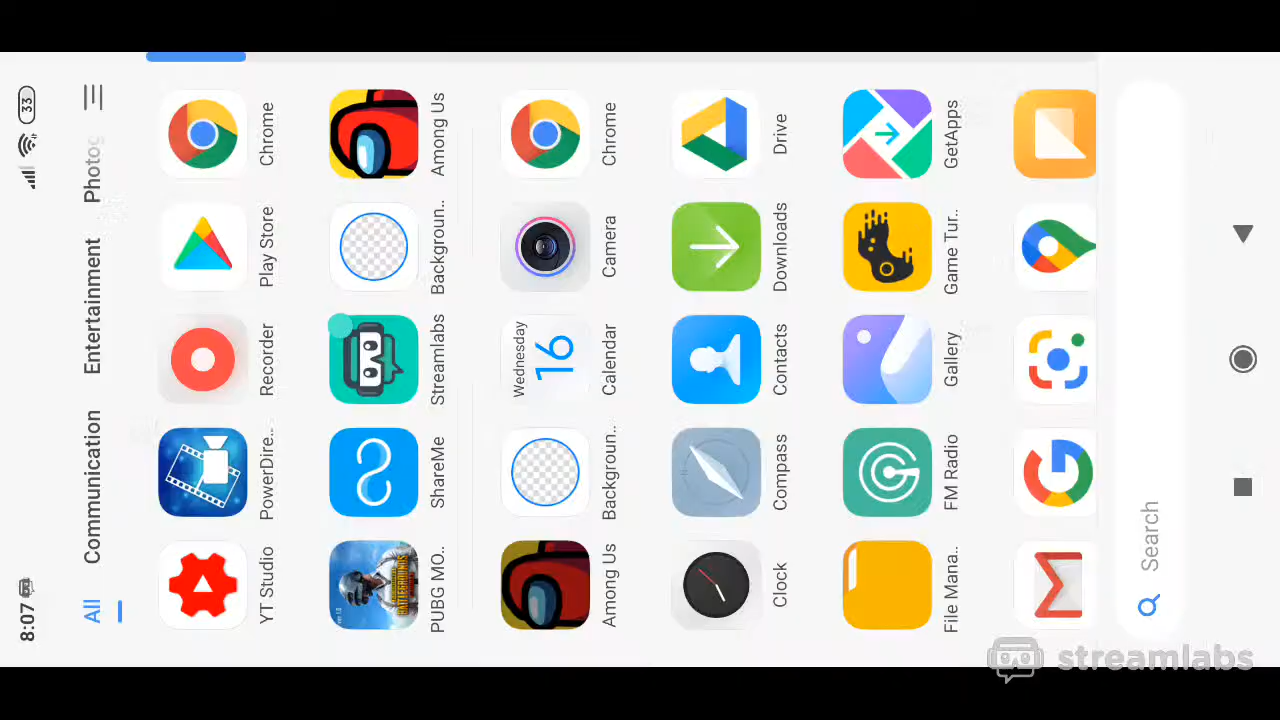 8:07
33
All Communication Entertainment Photog
YT Studio PowerDire.. Recorder Play Store Chrome
PUBG MO.. ShareMe Streamlabs Backgroun.. Among Us
Among Us Backgroun.. Calendar Camera Chrome
Wednesday
16
Clock Compass Contacts Downloads Drive
File Mana.. FM Radio Gallery Game Tur.. GetApps
Search
streamlabs